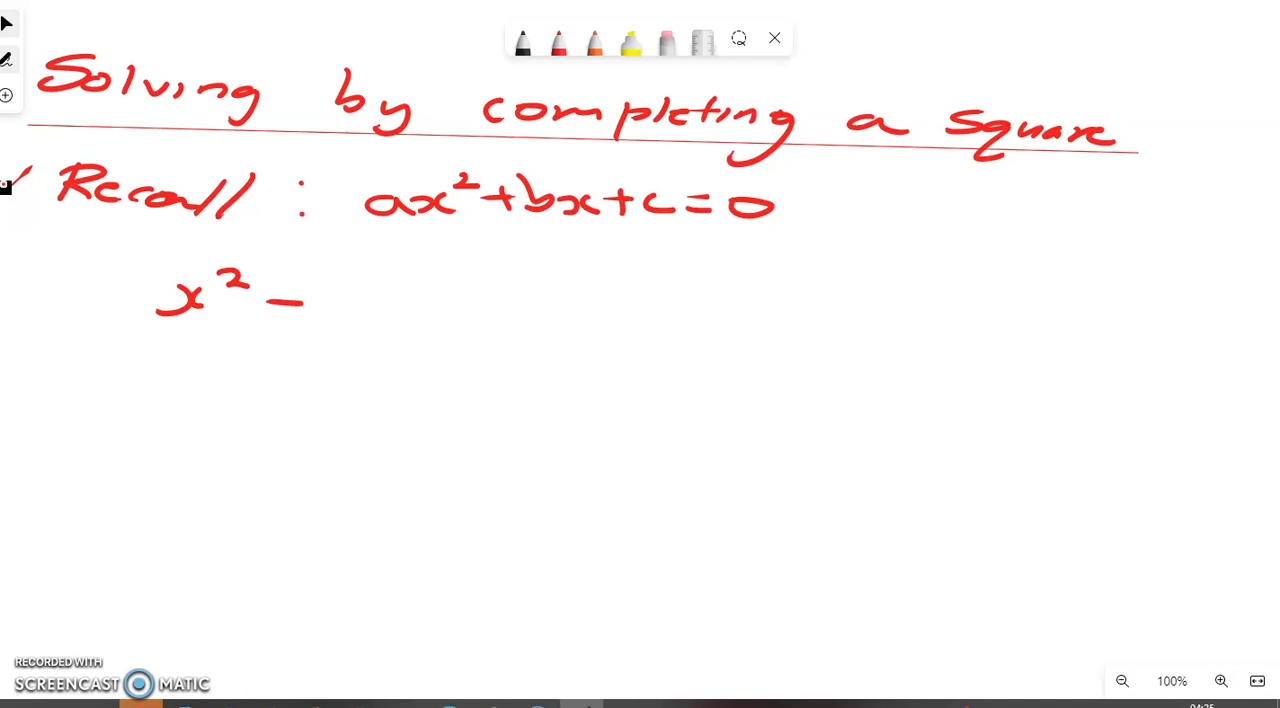 Solving by completing a square
Recall : ax²+bx+c=0
x² –
RECORDED WITH
SCREENCAST MATIC
100%